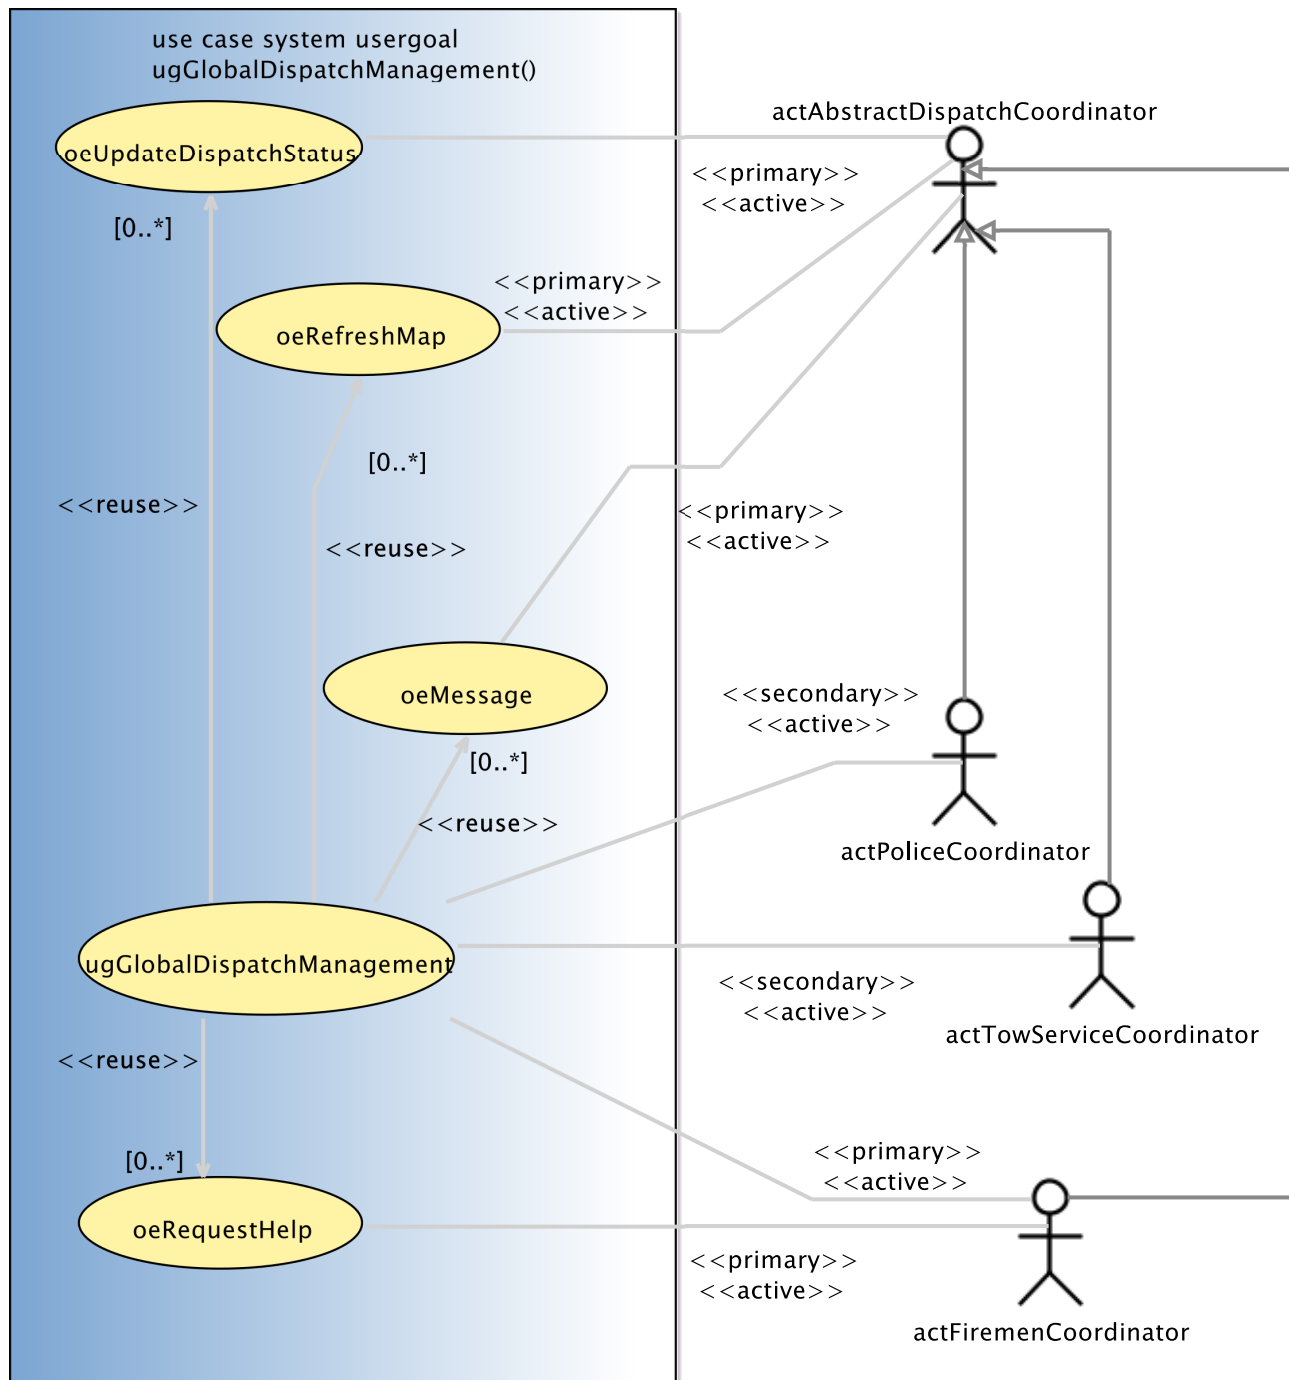 use case system usergoal
ugGlobalDispatchManagement()
actAbstractDispatchCoordinator
oeUpdateDispatchStatus
<<primary>>
<<active>>
[0..*]
<<primary>>
<<active>>
oeRefreshMap
[0..*]
<<reuse>>
<<primary>>
<<active>>
<<reuse>>
oeMessage
<<secondary>>
<<active>>
[0..*]
<<reuse>>
actPoliceCoordinator
ugGlobalDispatchManagement
<<secondary>>
<<active>>
actTowServiceCoordinator
<<reuse>>
<<primary>>
<<active>>
[0..*]
oeRequestHelp
<<primary>>
<<active>>
actFiremenCoordinator